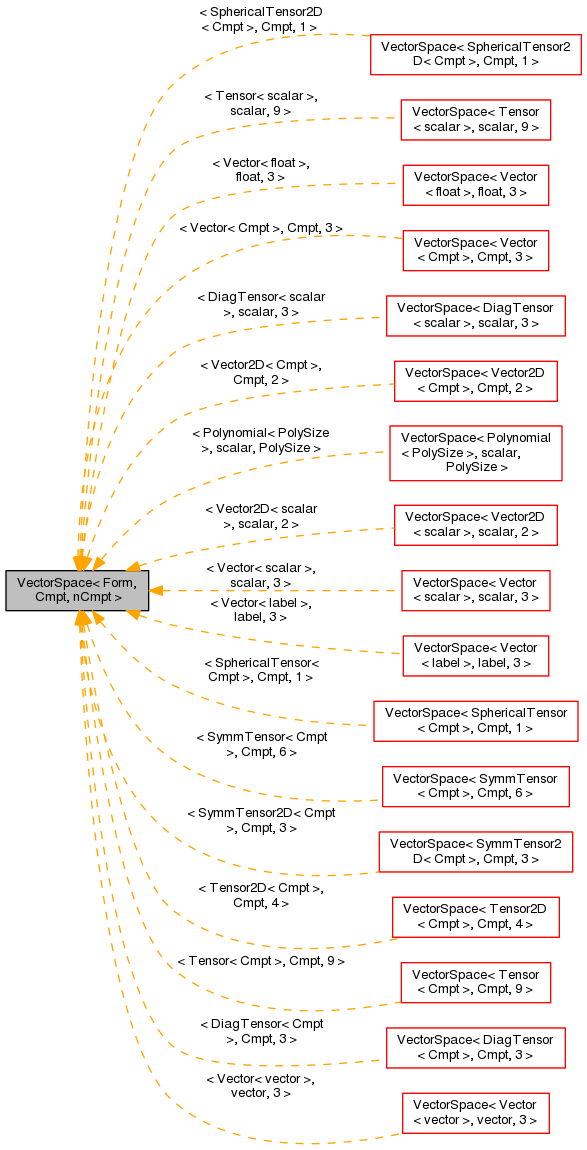 < SphericalTensor2D
< Cmpt >, Cmpt, 1 >
VectorSpace< SphericalTensor2
D< Cmpt >, Cmpt, 1 >
< Tensor< scalar >,
scalar, 9 >
VectorSpace< Tensor
< scalar >, scalar, 9 >
< Vector< float >,
float, 3 >
VectorSpace< Vector
< float >, float, 3 >
< Vector< Cmpt >, Cmpt, 3 >
VectorSpace< Vector
< Cmpt >, Cmpt, 3 >
< DiagTensor< scalar
>, scalar, 3 >
VectorSpace< DiagTensor
< scalar >, scalar, 3 >
< Vector2D< Cmpt >,
Cmpt, 2 >
VectorSpace< Vector2D
< Cmpt >, Cmpt, 2 >
< Polynomial< PolySize
>, scalar, PolySize >
VectorSpace< Polynomial
< PolySize >, scalar,
PolySize >
< Vector2D< scalar
>, scalar, 2 >
VectorSpace< Vector2D
< scalar >, scalar, 2 >
VectorSpace< Form,
Cmpt, nCmpt >
< Vector< scalar >,
scalar, 3 >
VectorSpace< Vector
< scalar >, scalar, 3 >
< Vector< label >,
label, 3 >
VectorSpace< Vector
< label >, label, 3 >
< SphericalTensor<
Cmpt >, Cmpt, 1 >
VectorSpace< SphericalTensor
< Cmpt >, Cmpt, 1 >
< SymmTensor< Cmpt
>, Cmpt, 6 >
VectorSpace< SymmTensor
< Cmpt >, Cmpt, 6 >
< SymmTensor2D< Cmpt
>, Cmpt, 3 >
VectorSpace< SymmTensor2
D< Cmpt >, Cmpt, 3 >
< Tensor2D< Cmpt >,
Cmpt, 4 >
VectorSpace< Tensor2D
< Cmpt >, Cmpt, 4 >
< Tensor< Cmpt >, Cmpt, 9 >
VectorSpace< Tensor
< Cmpt >, Cmpt, 9 >
< DiagTensor< Cmpt
>, Cmpt, 3 >
VectorSpace< DiagTensor
< Cmpt >, Cmpt, 3 >
< Vector< vector >,
vector, 3 >
VectorSpace< Vector
< vector >, vector, 3 >